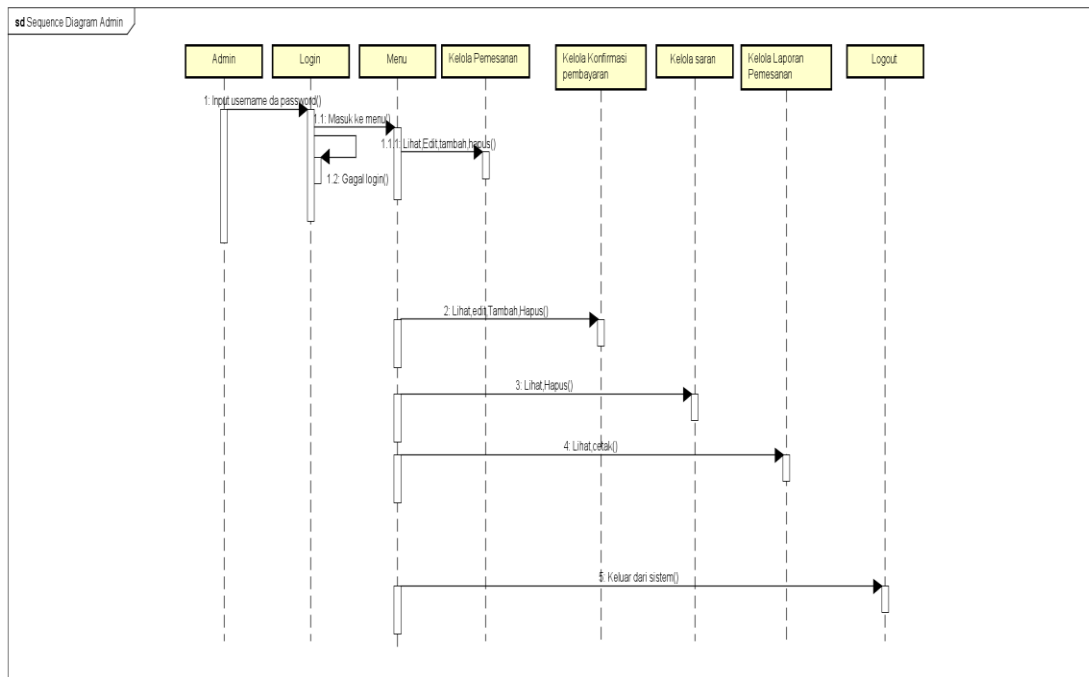 sd Sequence Diagram Admin
Admin
Login
Menu
Kelola Pemesanan
Kelola Konfirmasi
pembayaran
Kelola saran
Kelola Laporan
Pemesanan
Logout
1: Input username da password()
1.1: Masuk ke menu()
1.1.1: Lihat,Edit,tambah,hapus()
1.2: Gagal login()
2: Lihat,edit,Tambah,Hapus()
3: Lihat,Hapus()
4: Lihat,cetak()
5: Keluar dari sistem()